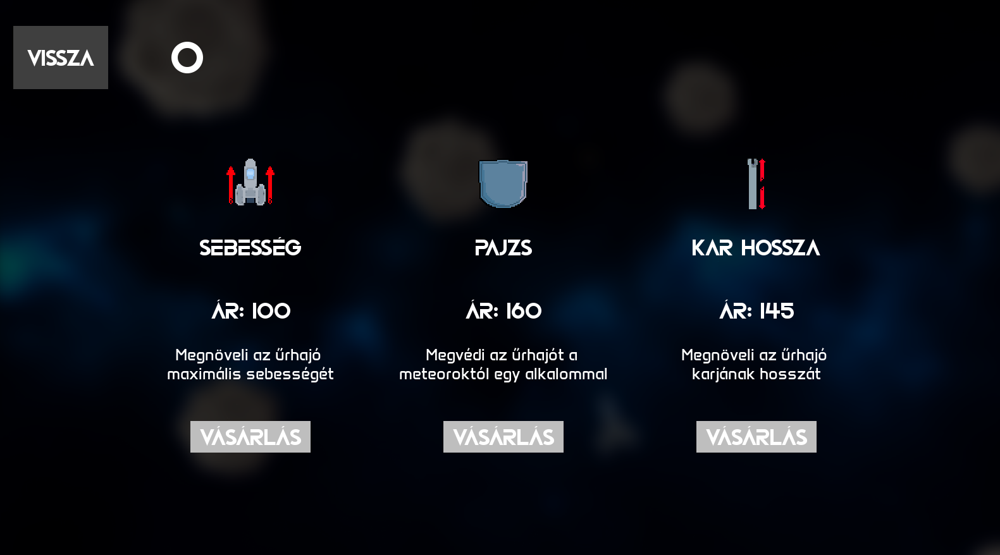 VISSZA
0
SEBESSÉG
PAJZS
KAR HOSSZA
ÁR: 100
ÁR: 160
ÁR: 145
Megnöveli az űrhajó
maximális sebességét
Megvédi az űrhajót a
meteoroktól egy alkalommal
Megnöveli az űrhajó
karjának hosszát
VÁSÁRLÁS
VÁSÁRLÁS
VÁSÁRLÁS